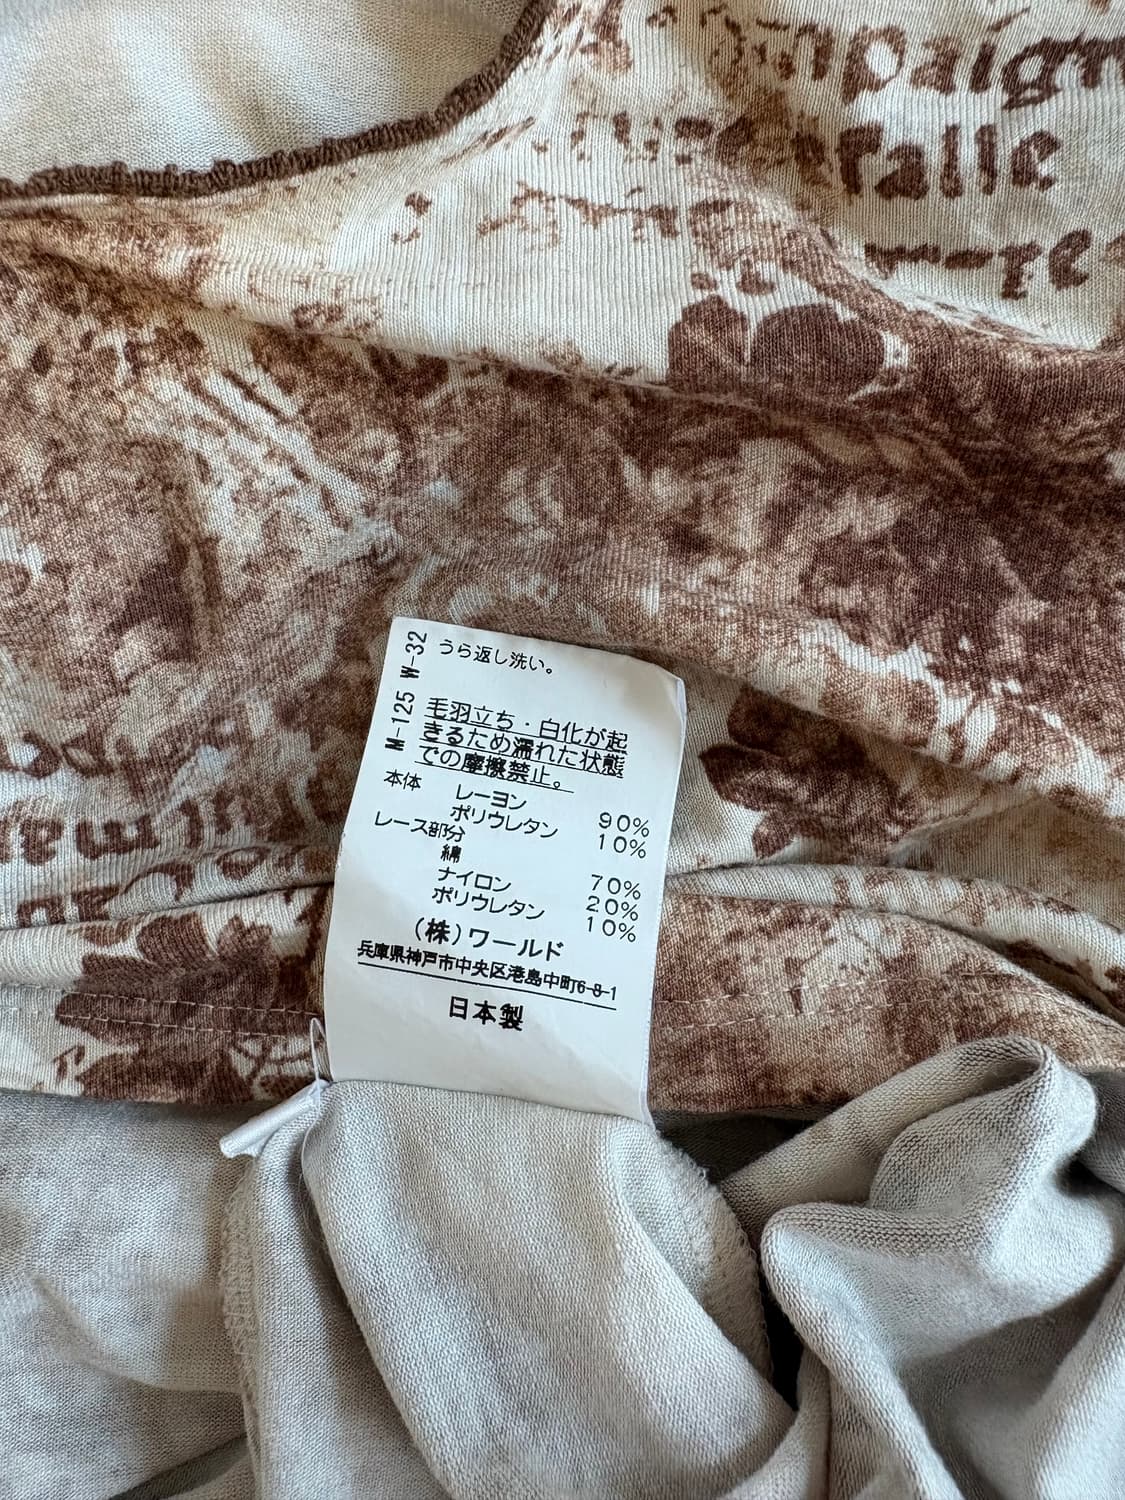 mpaign
ralle
r-re
M-125 W-32
うら返し洗い。
毛羽立ち・白化が起
きるため濡れた状態
での摩擦禁止。
本体
レーヨン 90%
ポリウレタン 10%
レース部分
綿 70%
ナイロン 20%
ポリウレタン 10%
(株)ワールド
兵庫県神戸市中央区港島中町6-8-1
日本製